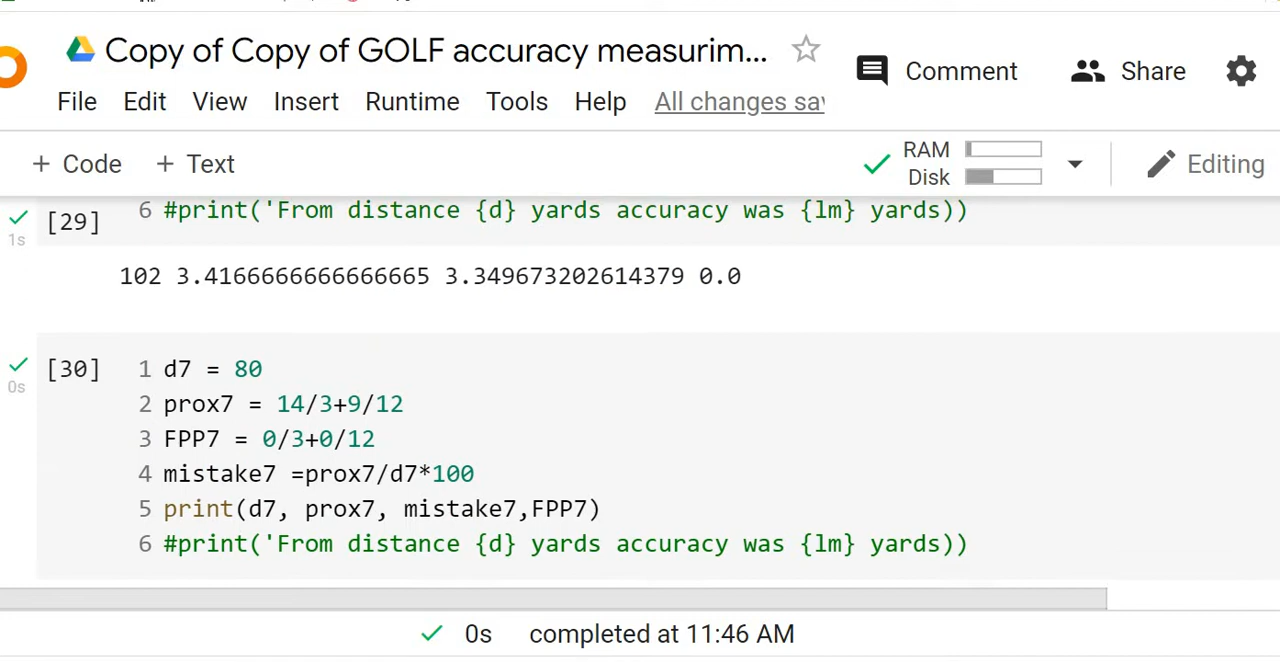 Copy of Copy of GOLF accuracy measurim...
Comment
Share
File Edit View Insert Runtime Tools Help All changes sav
+ Code + Text
RAM
Disk
Editing
[29] 6 #print('From distance {d} yards accuracy was {lm} yards))
1s
102 3.4166666666666665 3.349673202614379 0.0
[30] 1 d7 = 80
0s
2 prox7 = 14/3+9/12
3 FPP7 = 0/3+0/12
4 mistake7 =prox7/d7*100
5 print(d7, prox7, mistake7,FPP7)
6 #print('From distance {d} yards accuracy was {lm} yards))
0s completed at 11:46 AM